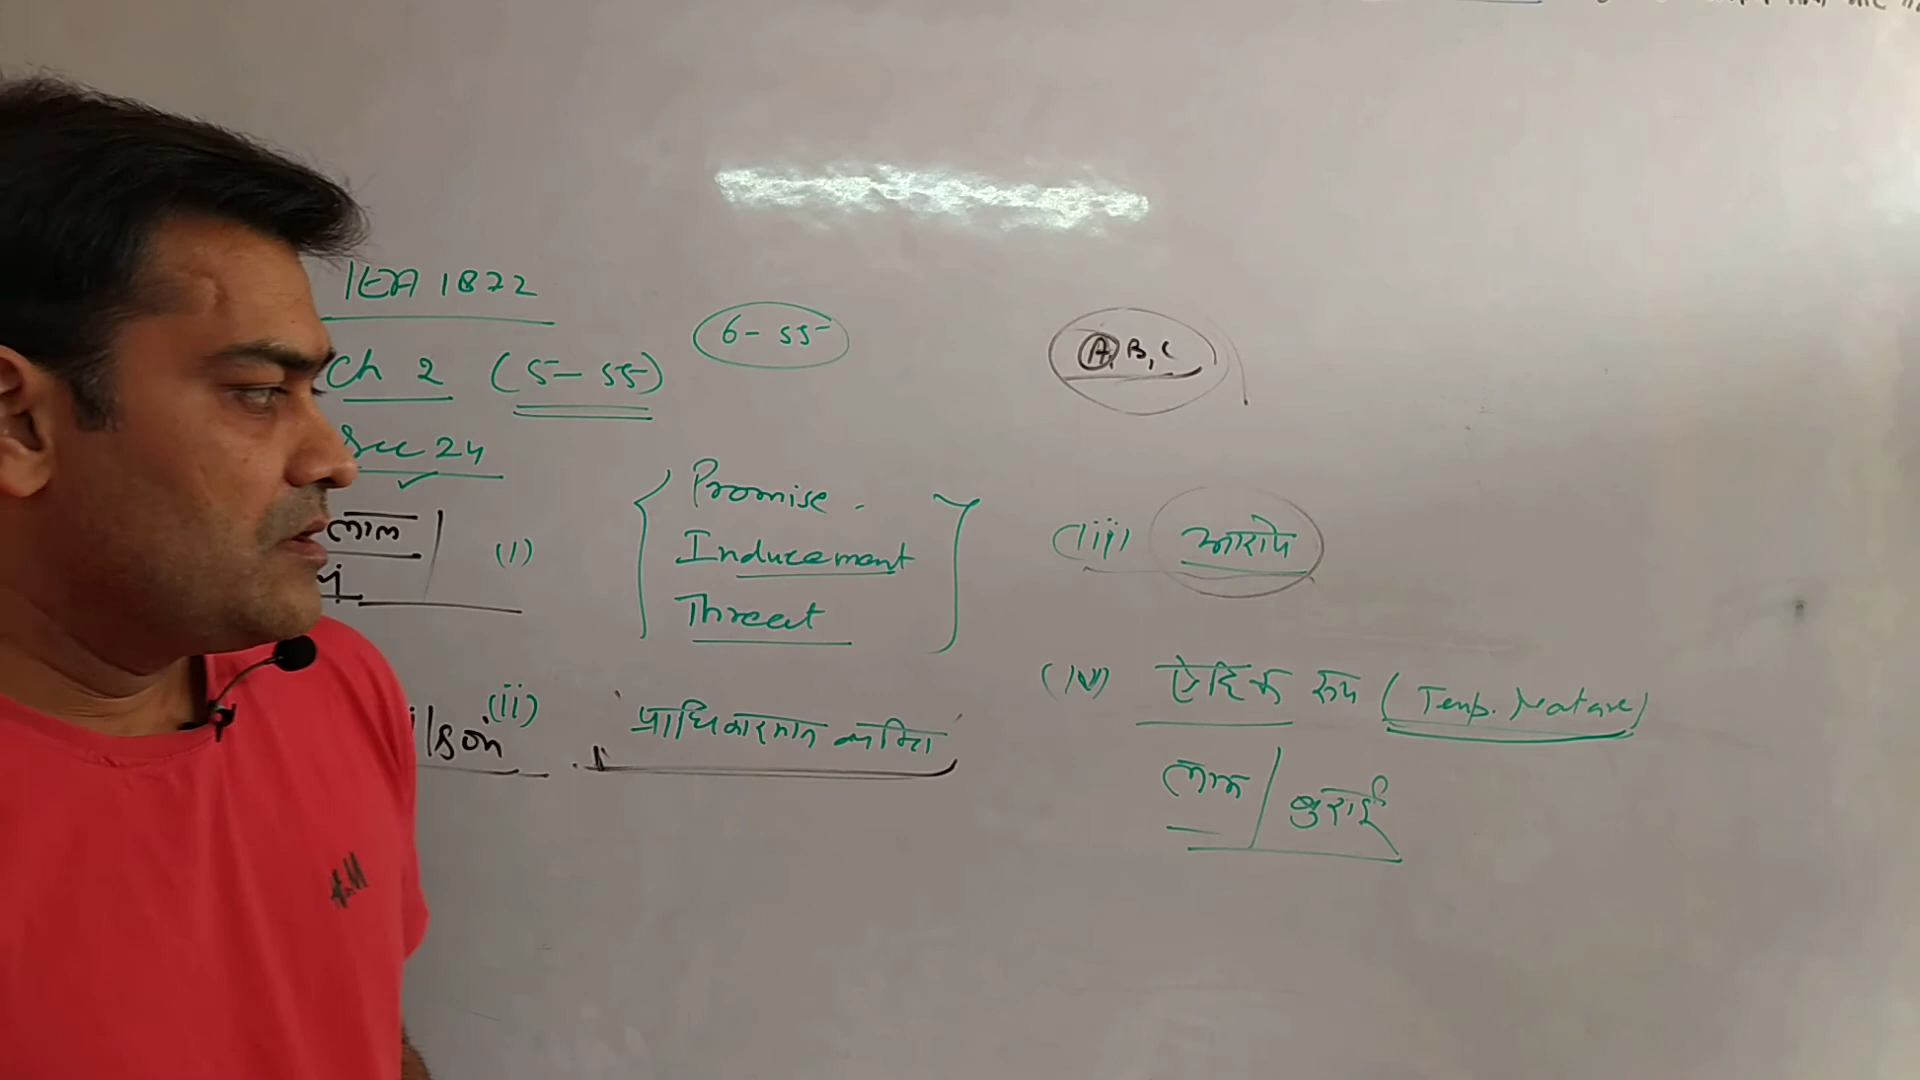 IEA 1872
Ch 2 (5-55)
6-55
A, B, C
Sec 24
(i)
Promise
Inducement
Threat
(ii) प्राधिकारवान व्यक्ति
(iii) आरोप
(iv) ऐहिक रूप (Temp. Nature)
लाभ / बुराई
ilson
H&M